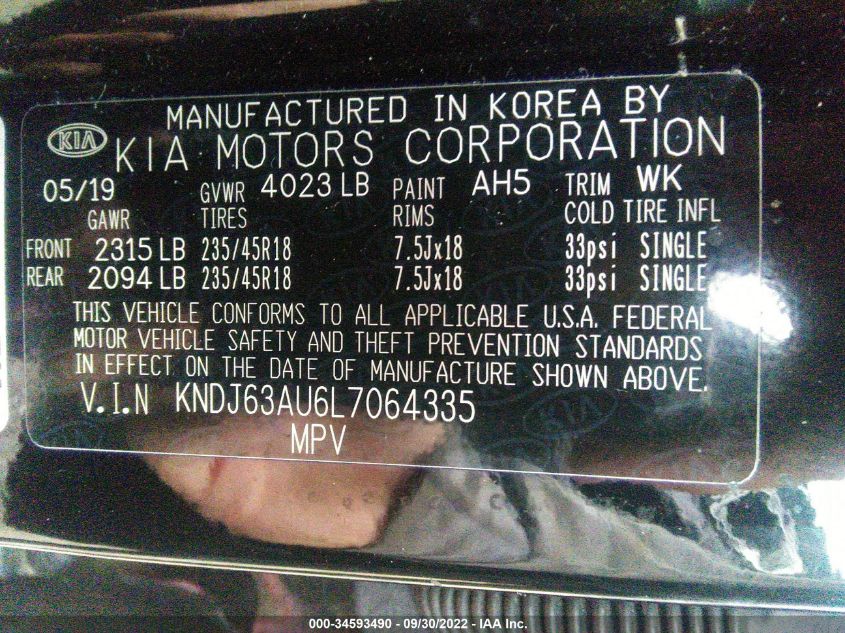 MANUFACTURED IN KOREA BY
KIA KIA MOTORS CORPORATION
05/19 GVWR 4023 LB PAINT AH5 TRIM WK
GAWR TIRES RIMS COLD TIRE INFL
FRONT 2315 LB 235/45R18 7.5Jx18 33psi SINGLE
REAR 2094 LB 235/45R18 7.5Jx18 33psi SINGLE
THIS VEHICLE CONFORMS TO ALL APPLICABLE U.S.A. FEDERAL
MOTOR VEHICLE SAFETY AND THEFT PREVENTION STANDARDS
IN EFFECT ON THE DATE OF MANUFACTURE SHOWN ABOVE.
V.I.N KNDJ63AU6L7064335
MPV
000-34593490 - 09/30/2022 - IAA Inc.